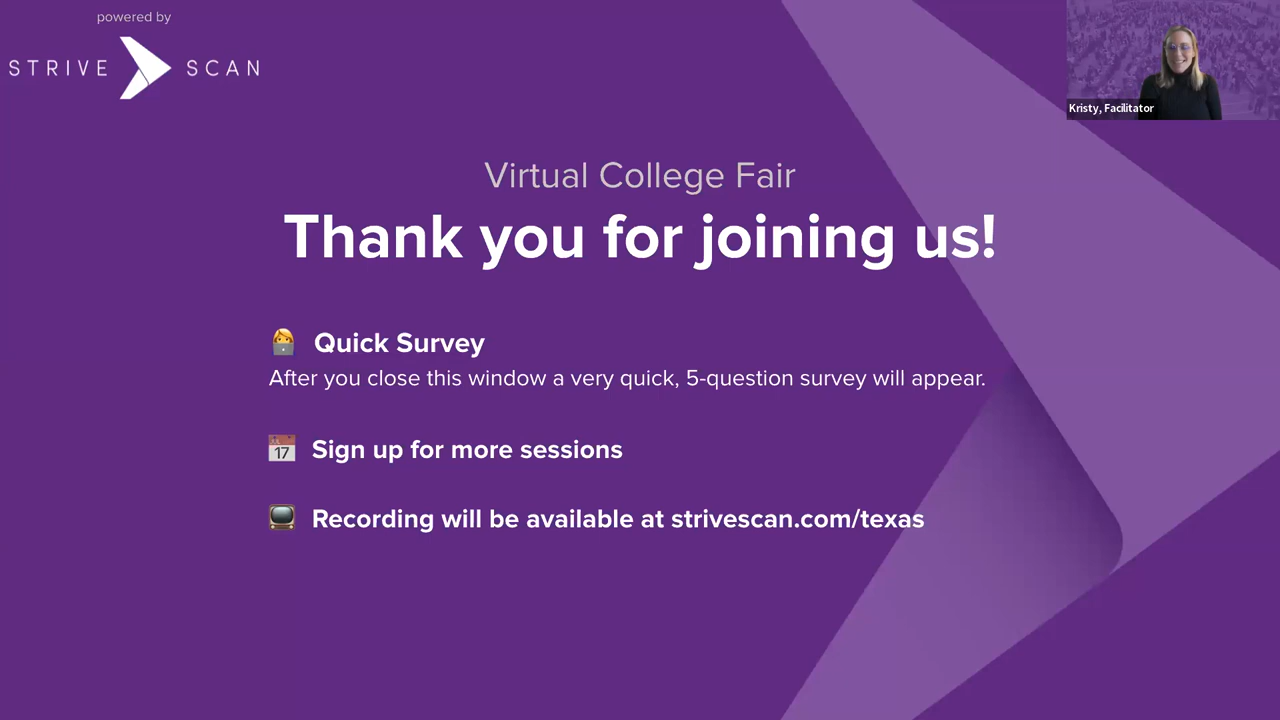 powered by
STRIVE SCAN
Kristy, Facilitator
Virtual College Fair
Thank you for joining us!
Quick Survey
After you close this window a very quick, 5-question survey will appear.
17
Sign up for more sessions
Recording will be available at strivescan.com/texas